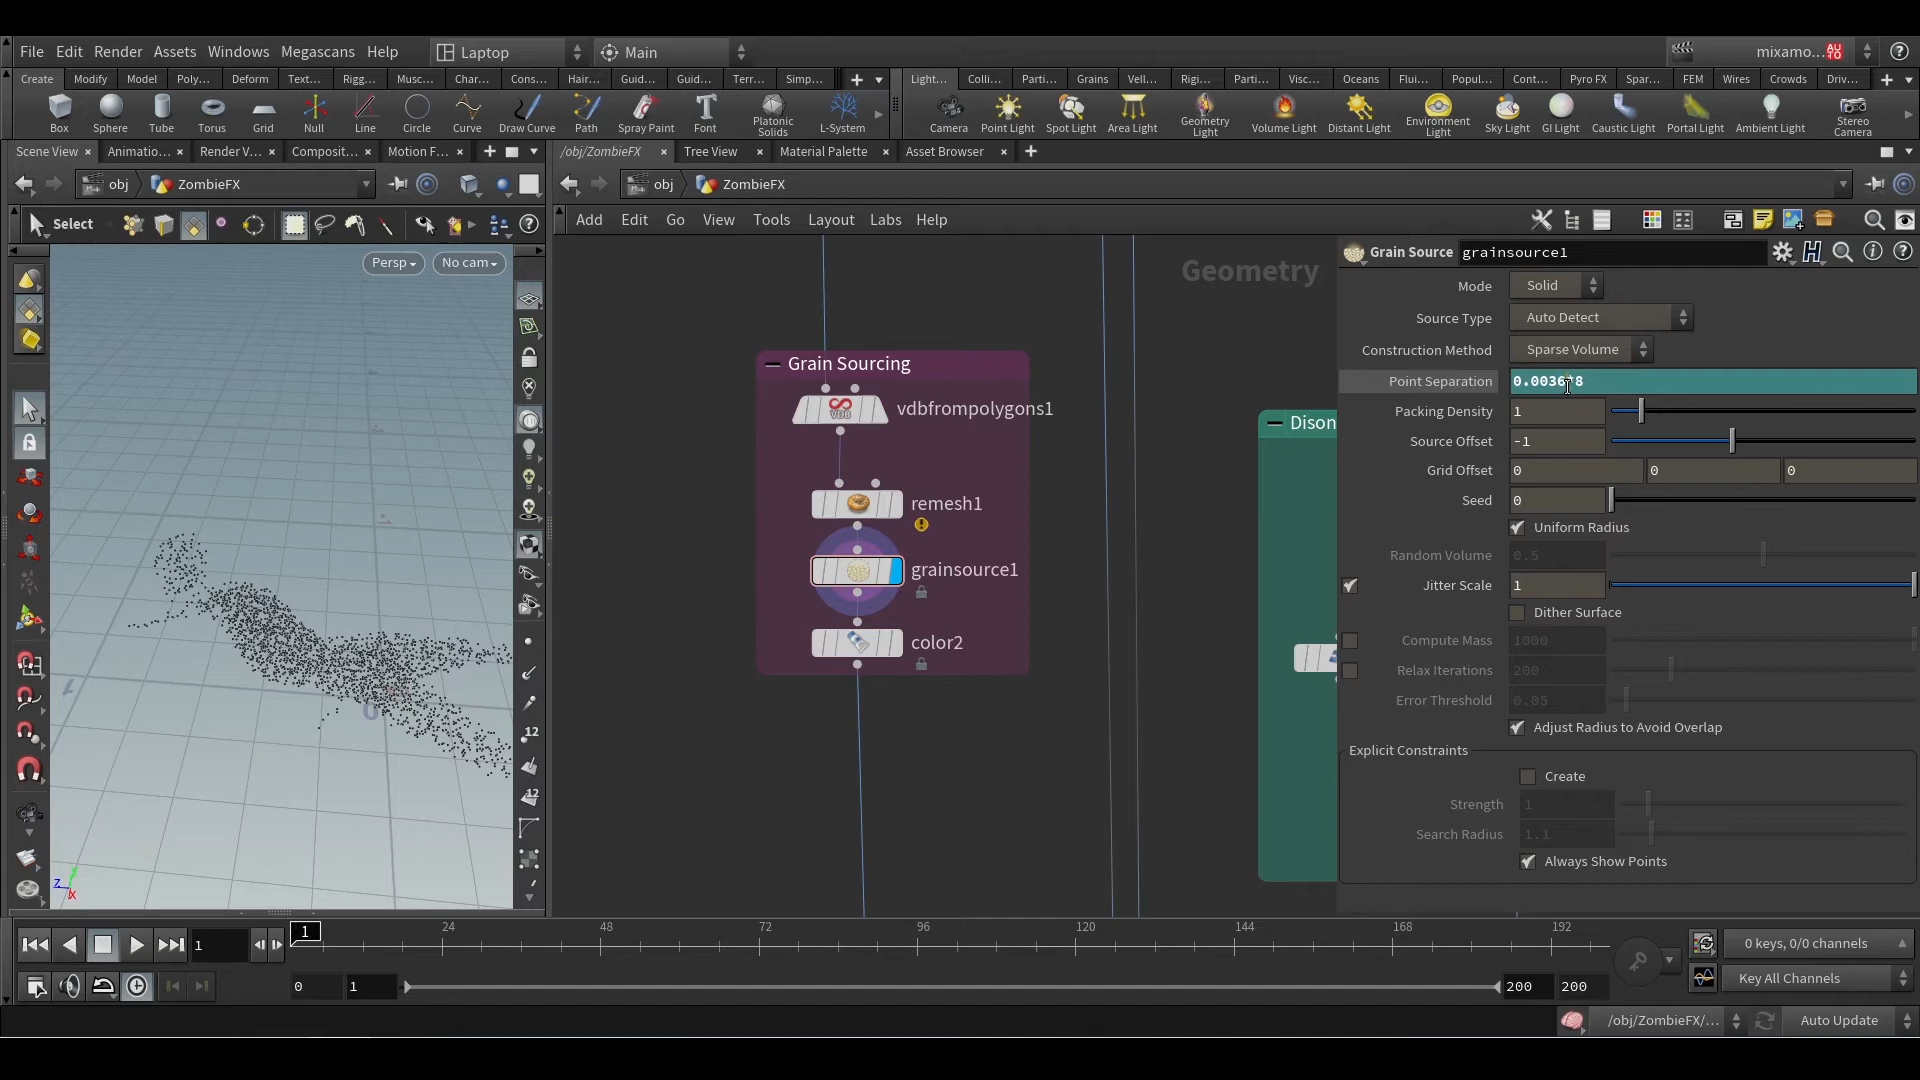 File Edit Render Assets Windows Megascans Help Laptop Main mixamo... AUTO
Create Modify Model Poly... Deform Text... Rigg... Musc... Char... Cons... Hair... Guid... Guid... Terr... Simp...
Light... Colli... Parti... Grains Vell... Rigi... Parti... Visc... Oceans Flui... Popul... Cont... Pyro FX Spar... FEM Wires Crowds Driv...
Box Sphere Tube Torus Grid Null Line Circle Curve Draw Curve Path Spray Paint Font Platonic Solids L-System
Camera Point Light Spot Light Area Light Geometry Light Volume Light Distant Light Environment Light Sky Light GI Light Caustic Light Portal Light Ambient Light Stereo Camera
Scene View Animatio... Render V... Composit... Motion F...
/obj/ZombieFX Tree View Material Palette Asset Browser
obj ZombieFX
obj ZombieFX
Select
Add Edit Go View Tools Layout Labs Help
Persp No cam
Geometry
Grain Sourcing
vdbfrompolygons1
VDB
remesh1
grainsource1
color2
Dison
Grain Source grainsource1
Mode Solid
Source Type Auto Detect
Construction Method Sparse Volume
Point Separation 0.0036*8
Packing Density 1
Source Offset -1
Grid Offset 0 0 0
Seed 0
Uniform Radius
Random Volume 0.5
Jitter Scale 1
Dither Surface
Compute Mass 1000
Relax Iterations 200
Error Threshold 0.05
Adjust Radius to Avoid Overlap
Explicit Constraints
Create
Strength 1
Search Radius 1.1
Always Show Points
12
12
Z X
1 1 24 48 72 96 120 144 168 192
0 keys, 0/0 channels
0 1 200 200
Key All Channels
/obj/ZombieFX/... Auto Update